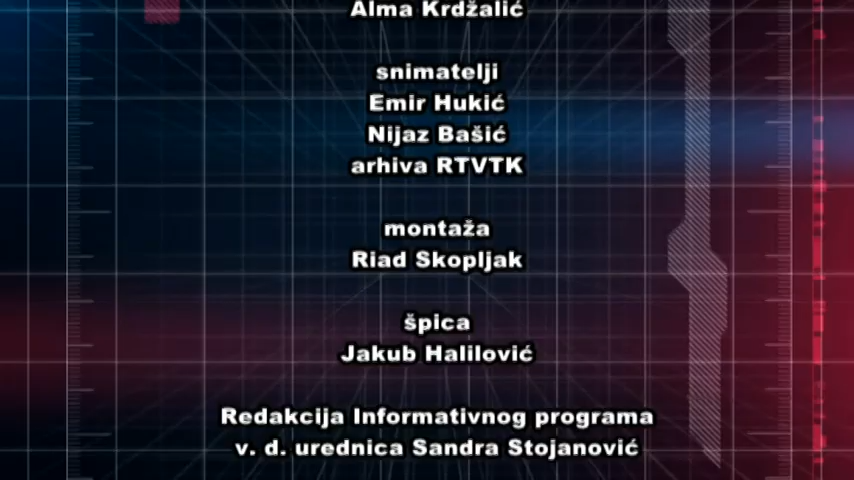 Alma Krdžalić
snimatelji
Emir Hukić
Nijaz Bašić
arhiva RTVTK
montaža
Riad Skopljak
špica
Jakub Halilović
Redakcija Informativnog programa
v. d. urednica Sandra Stojanović